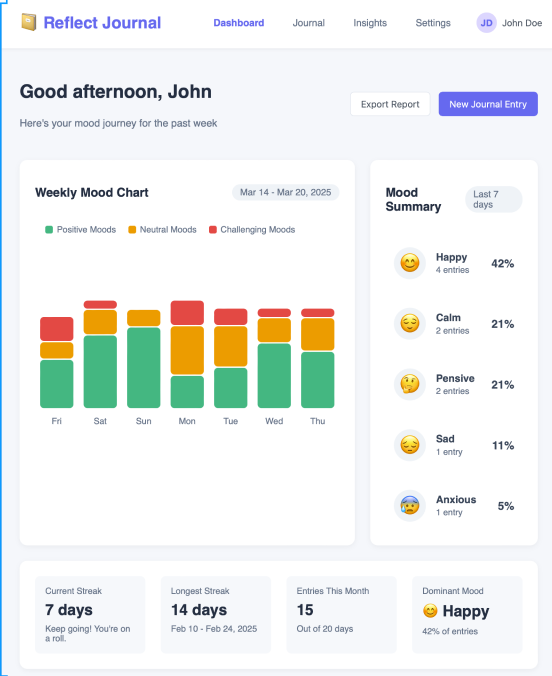 Reflect Journal
Dashboard
Journal
Insights
Settings
JD
John Doe
Good afternoon, John
Here's your mood journey for the past week
Export Report
New Journal Entry
Weekly Mood Chart
Mar 14 - Mar 20, 2025
Positive Moods
Neutral Moods
Challenging Moods
Fri
Sat
Sun
Mon
Tue
Wed
Thu
Mood
Summary
Last 7
days
Happy
4 entries
42%
Calm
2 entries
21%
Pensive
2 entries
21%
Sad
1 entry
11%
Anxious
1 entry
5%
Current Streak
7 days
Keep going! You're on
a roll.
Longest Streak
14 days
Feb 10 - Feb 24, 2025
Entries This Month
15
Out of 20 days
Dominant Mood
😊 Happy
42% of entries